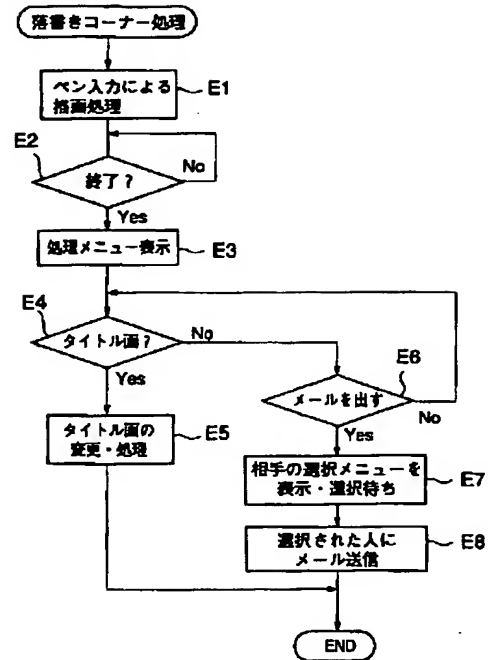 落書きコーナー処理
ペン入力による
描画処理
E1
E2
終了?
No
Yes
処理メニュー表示
E3
E4
タイトル画?
No
Yes
E6
メールを出す
No
Yes
タイトル画の
変更・処理
E5
相手の選択メニューを
表示・選択待ち
E7
選択された人に
メール送信
E8
END